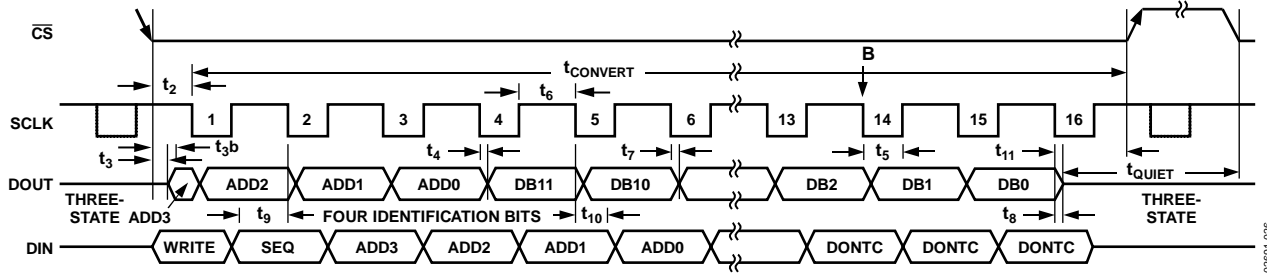 CS
B
tCONVERT
t2
t6
SCLK
1 2 3 4 5 6 13 14 15 16
t3b
t3
t4
t7
t5
t11
tQUIET
DOUT
ADD2 ADD1 ADD0 DB11 DB10 DB2 DB1 DB0
THREE-STATE
ADD3
t9
FOUR IDENTIFICATION BITS
t10
t8
THREE-STATE
DIN
WRITE SEQ ADD3 ADD2 ADD1 ADD0 DONTC DONTC DONTC